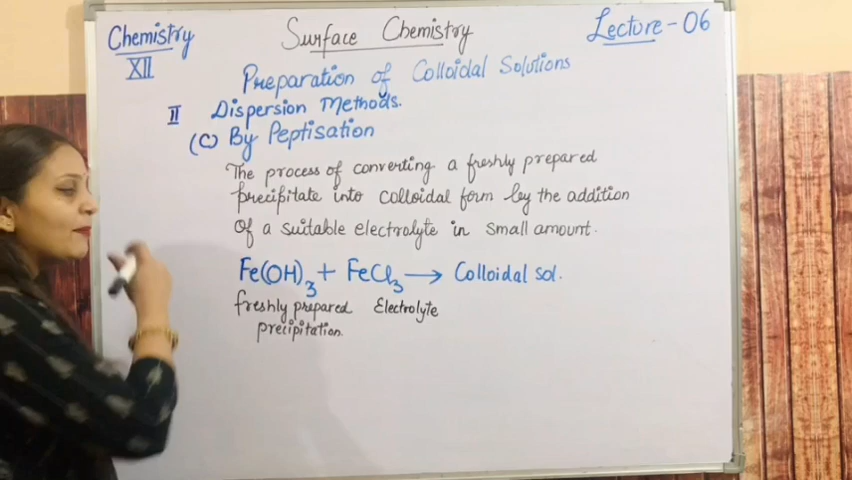 Chemistry
XII
Surface Chemistry
Lecture - 06
Preparation of Colloidal Solutions
II Dispersion Methods.
(C) By Peptisation
The process of converting a freshly prepared
precipitate into colloidal form by the addition
of a suitable electrolyte in small amount.
Fe(OH)3 + FeCl3 → Colloidal sol.
freshly prepared Electrolyte
precipitation.